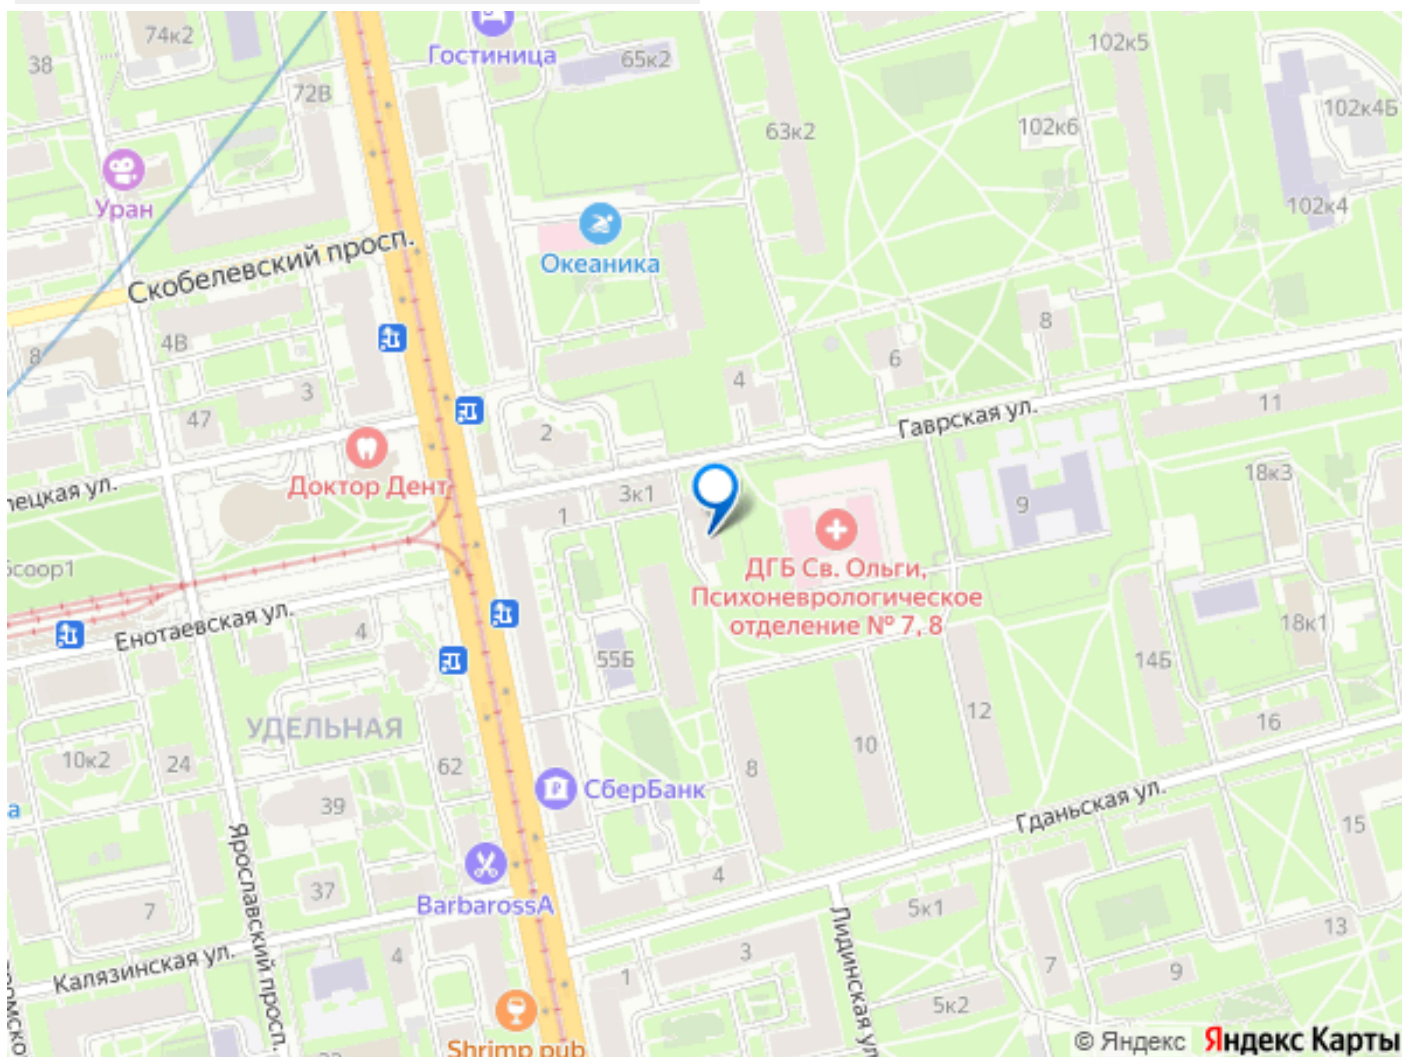 74к2
38
72В
Гостиница
65к2
102к5
63к2
102к6
102к4Б
Уран
102к4
Скобелевский просп.
Океаника
8
4В
3
47
8
6
4
2
Гаврская ул.
11
Доктор Дент
3к1
1
9
18к3
ДГБ Св. Ольги,
Психоневрологическое
отделение № 7, 8
Енотаевская ул.
4
55Б
18к1
14Б
УДЕЛЬНАЯ
12
16
10к2
24
62
10
8
СберБанк
39
Гданьская ул.
15
Ярославский просп.
37
BarbarossA
4
5к1
7
Лидинская ул
13
Калязинская ул.
4
3
1
7
9
5к2
Shrimp pub
© Яндекс
Яндекс Карты